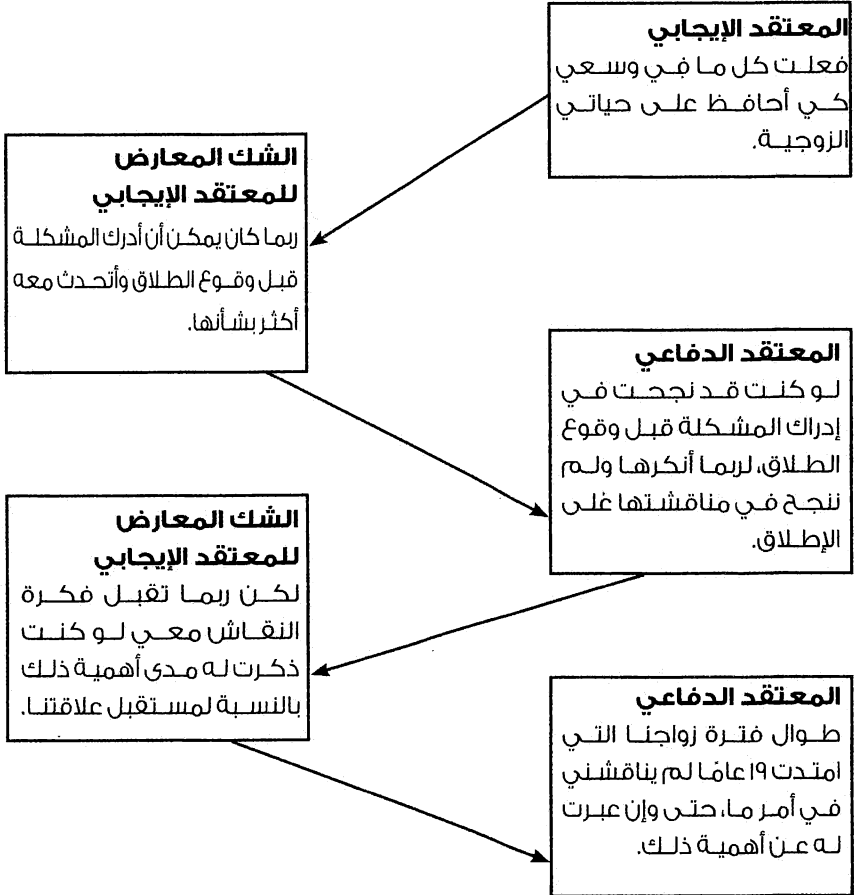 المعتقد الإيجابي
فعلت كل ما في وسعي
كي أحافظ على حياتي
الزوجية.
الشك المعارض
للمعتقد الإيجابي
ربما كان يمكن أن أدرك المشكلة
قبل وقوع الطلاق وأتحدث معه
أكثر بشأنها.
المعتقد الدفاعي
لو كنت قد نجحت في
إدراك المشكلة قبل وقوع
الطلاق، لربما أنكرها ولم
ننجح في مناقشتها على
الإطلاق.
الشك المعارض
للمعتقد الإيجابي
لكن ربما تقبل فكرة
النقاش معي لو كنت
ذكرت له مدى أهمية ذلك
بالنسبة لمستقبل علاقتنا.
المعتقد الدفاعي
طوال فترة زواجنا التي
امتدت ١٩ عامًا لم يناقشني
في أمر ما، حتى وإن عبرت
له عن أهمية ذلك.